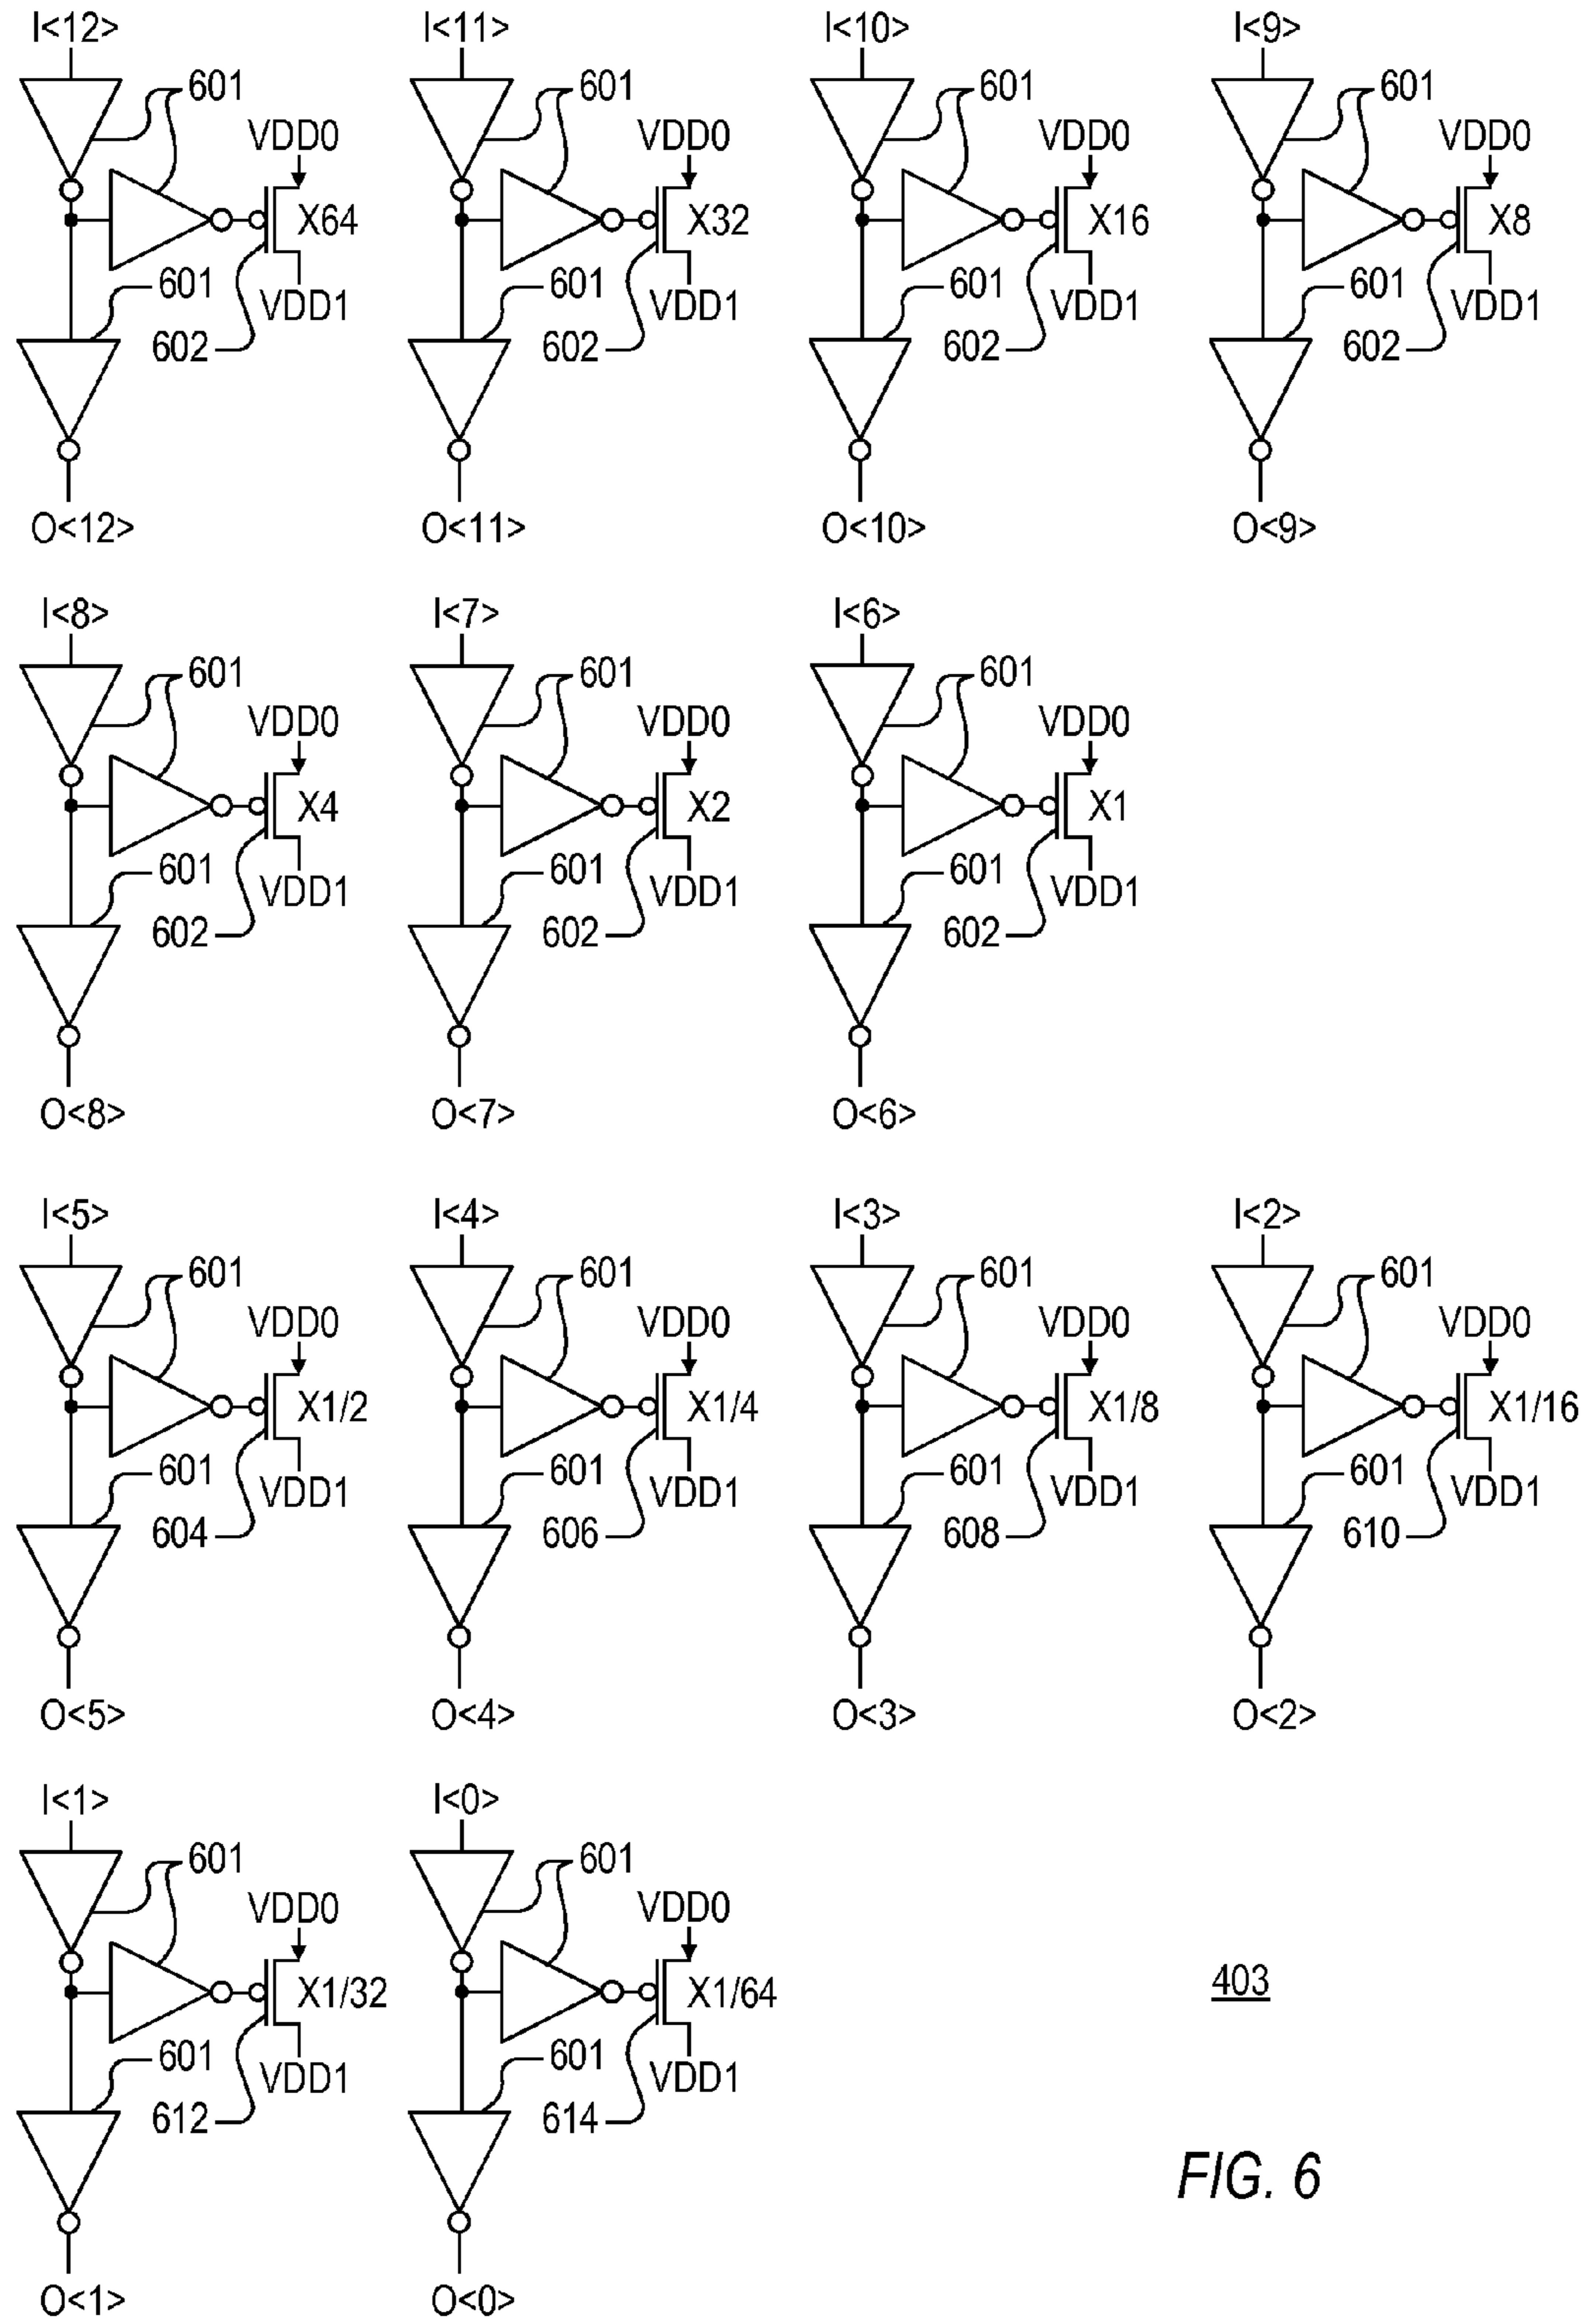 I<12> I<11> I<10> I<9>
601 601 601 601
VDD0 VDD0 VDD0 VDD0
X64 X32 X16 X8
601 601 601 601
VDD1 VDD1 VDD1 VDD1
602 602 602 602
O<12> O<11> O<10> O<9>
I<8> I<7> I<6>
601 601 601
VDD0 VDD0 VDD0
X4 X2 X1
601 601 601
VDD1 VDD1 VDD1
602 602 602
O<8> O<7> O<6>
I<5> I<4> I<3> I<2>
601 601 601 601
VDD0 VDD0 VDD0 VDD0
X1/2 X1/4 X1/8 X1/16
601 601 601 601
VDD1 VDD1 VDD1 VDD1
604 606 608 610
O<5> O<4> O<3> O<2>
I<1> I<0>
601 601
VDD0 VDD0
X1/32 X1/64
403
601 601
VDD1 VDD1
612 614
FIG. 6
O<1> O<0>